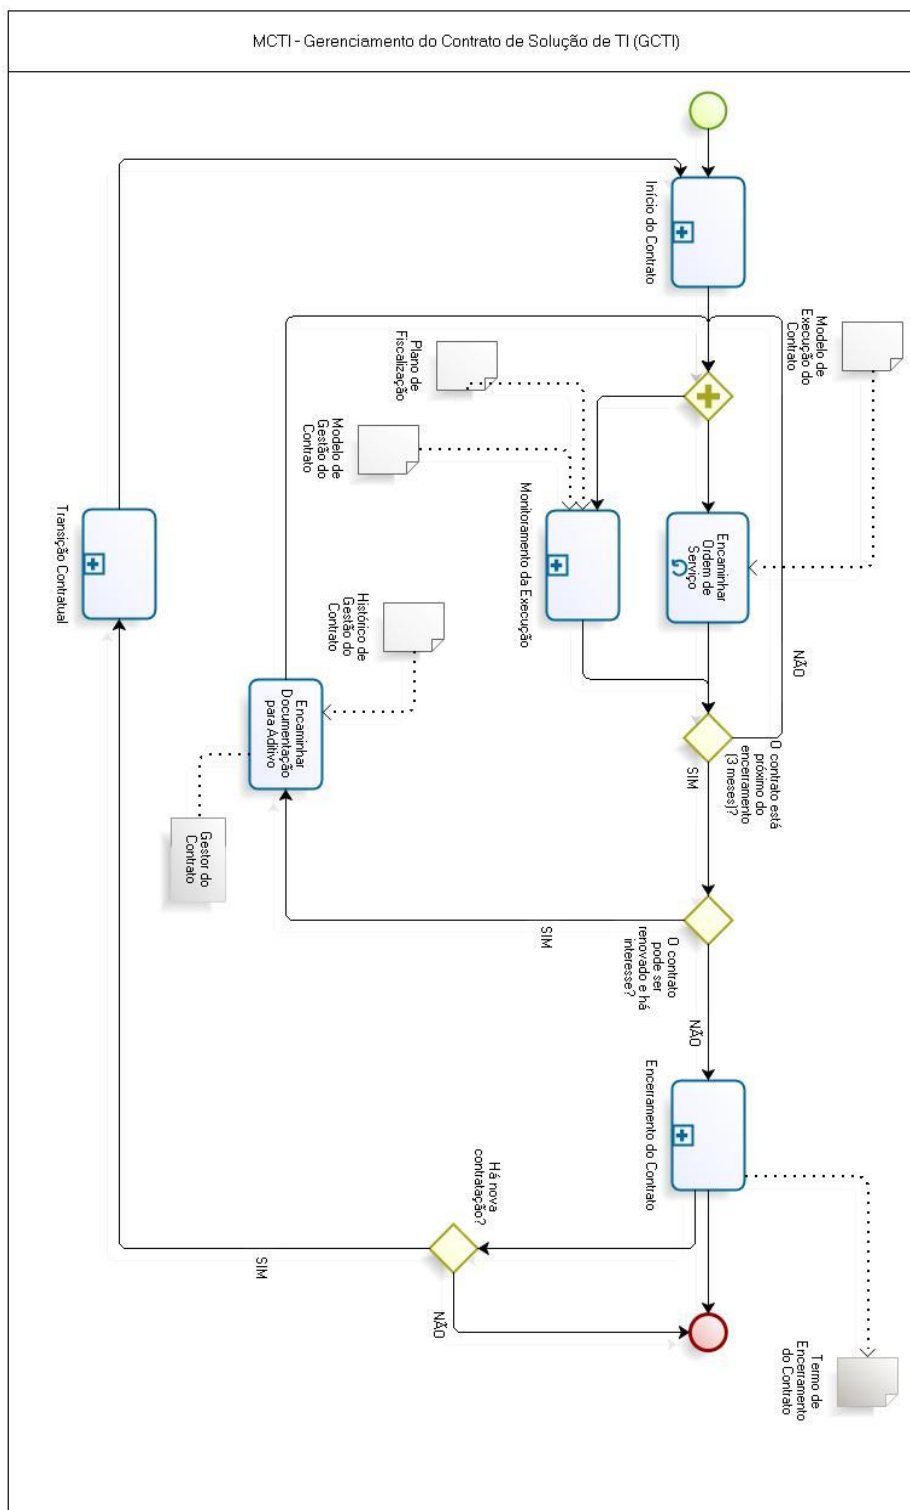 MCTI - Gerenciamento do Contrato de Solução de TI (GCTI)
Início do Contrato
Modelo de
Execução do
Contrato
Plano de
Fiscalização
Modelo de
Gestão do
Contrato
Encaminhar
Ordem de
Serviço
Monitoramento da Execução
Transição Contratual
Histórico de
Gestão do
Contrato
Encaminhar
Documentação
para Aditivo
Gestor do
Contrato
NÃO
O contrato está
próximo do
encerramento
(3 meses)?
SIM
O contrato
pode ser
renovado e há
interesse?
SIM
NÃO
Encerramento do Contrato
Há nova
contratação?
SIM
NÃO
Termo de
Encerramento
do Contrato